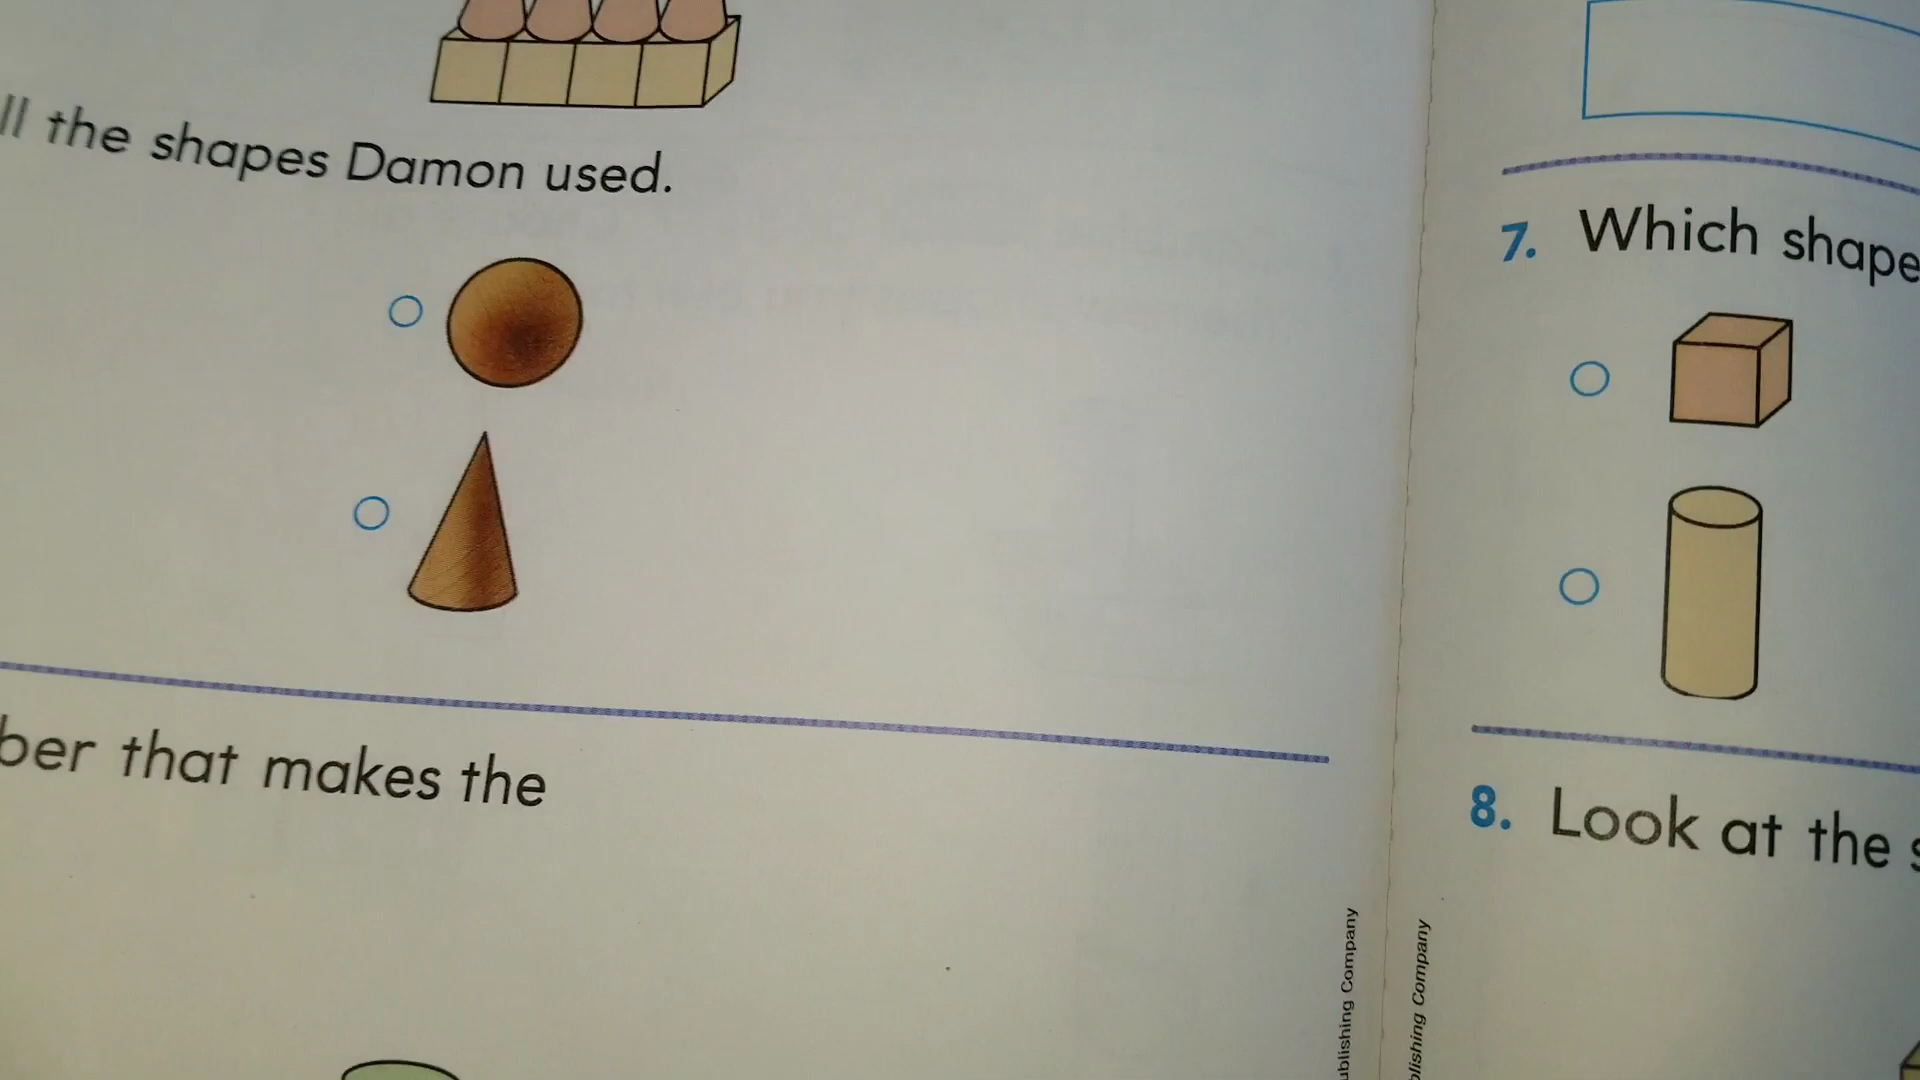 ll the shapes Damon used.
ber that makes the
ublishing Company
7. Which shape
8. Look at the
blishing Company